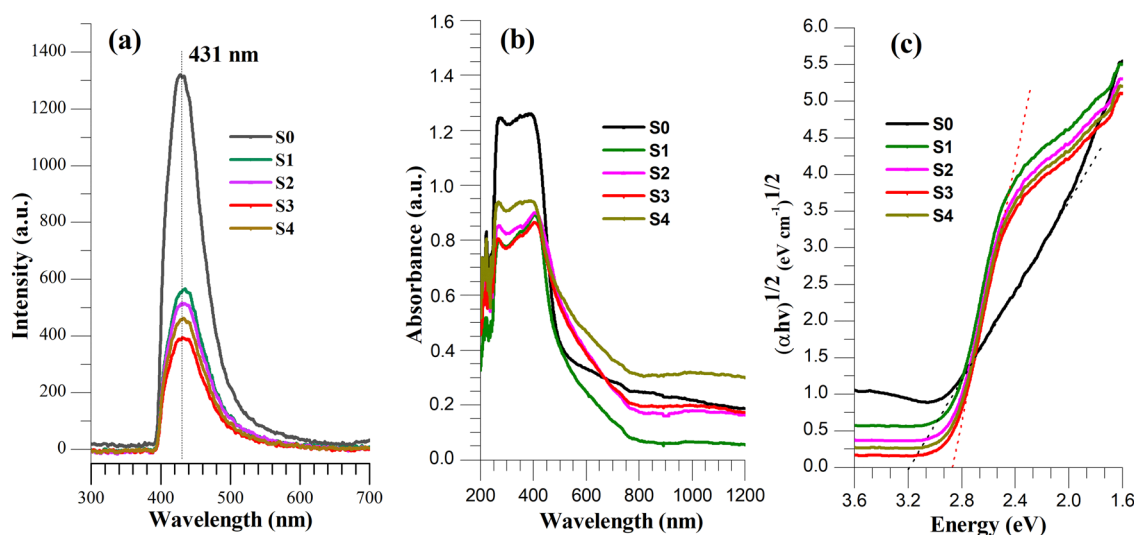 (a)
431 nm
1400
1200
1000
800
600
400
200
0
300
400
500
600
700
Intensity (a.u.)
Wavelength (nm)
S0
S1
S2
S3
S4
(b)
1.6
1.4
1.2
1.0
0.8
0.6
0.4
0.2
0.0
200
400
600
800
1000
1200
Absorbance (a.u.)
Wavelength (nm)
S0
S1
S2
S3
S4
(c)
6.0
5.5
5.0
4.5
4.0
3.5
3.0
2.5
2.0
1.5
1.0
0.5
0.0
3.6
3.2
2.8
2.4
2.0
1.6
(αhν)1/2 (eV cm-1)1/2
Energy (eV)
S0
S1
S2
S3
S4